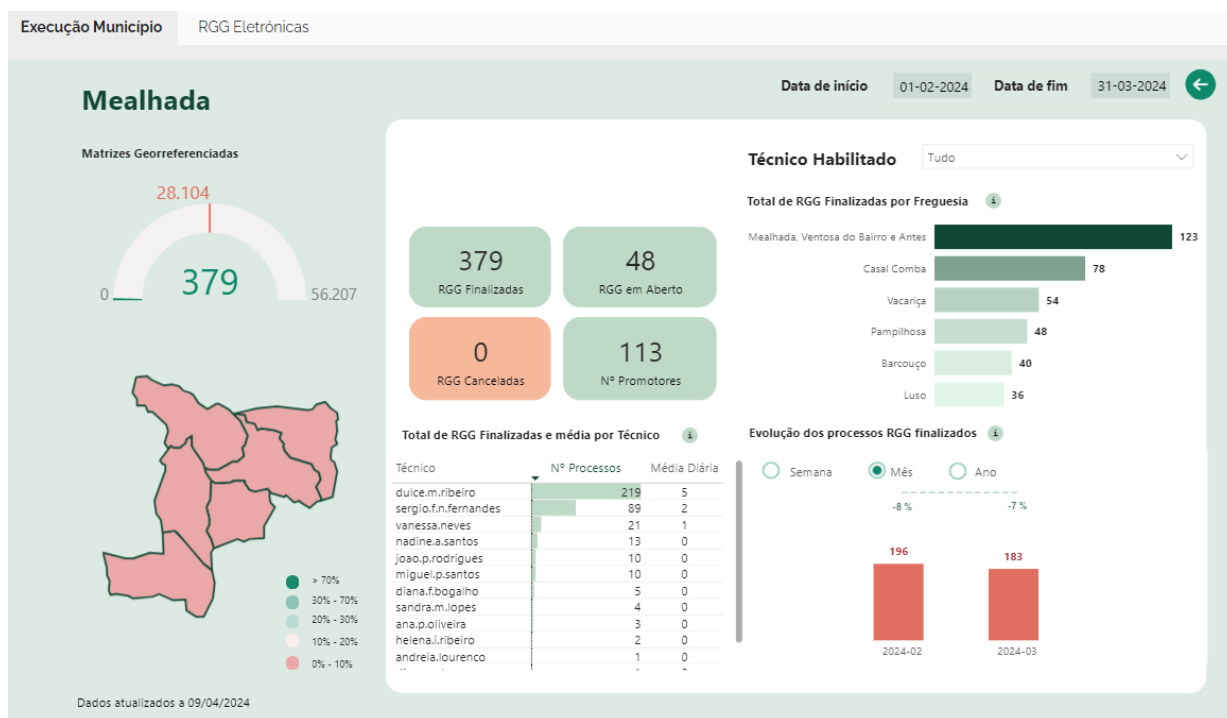 Execução Município RGG Eletrónicas
Mealhada
Data de início 01-02-2024 Data de fim 31-03-2024
Matrizes Georreferenciadas
28.104
379
0
56.207
> 70%
30% - 70%
20% - 30%
10% - 20%
0% - 10%
Dados atualizados a 09/04/2024
379
RGG Finalizadas
48
RGG em Aberto
0
RGG Canceladas
113
Nº Promotores
Total de RGG Finalizadas e média por Técnico i
Técnico Nº Processos Média Diária
dulce.m.ribeiro 219 5
sergio.f.n.fernandes 89 2
vanessa.neves 21 1
nadine.a.santos 13 0
joao.p.rodrigues 10 0
miguel.p.santos 10 0
diana.f.bogalho 5 0
sandra.m.lopes 4 0
ana.p.oliveira 3 0
helena.i.ribeiro 2 0
andreia.lourenco 1 0
Técnico Habilitado Tudo
Total de RGG Finalizadas por Freguesia i
Mealhada, Ventosa do Bairro e Antes 123
Casal Comba 78
Vacariça 54
Pampilhosa 48
Barcouço 40
Luso 36
Evolução dos processos RGG finalizados i
Semana Mês Ano
-8 % -7 %
196 183
2024-02 2024-03